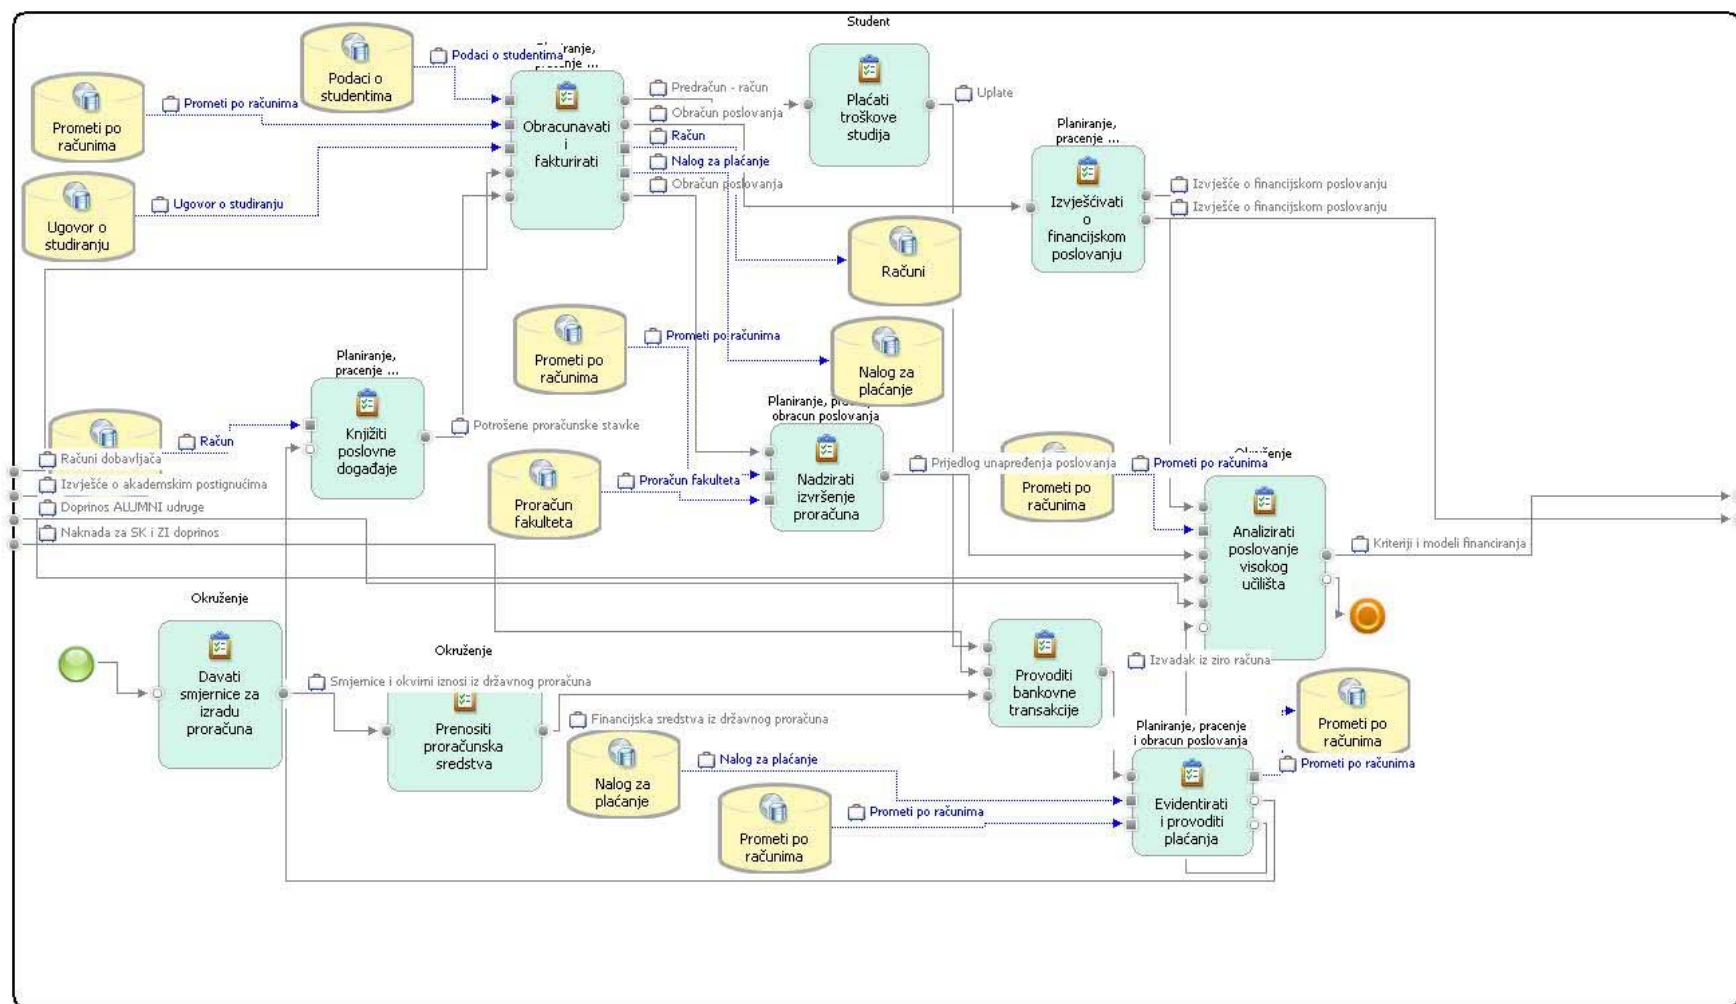 Student
Podaci o
studentima
Podaci o studentima
pracenje ...
Obracunavati
i
fakturirati
Prometi po
računima
Prometi po računima
Ugovor o
studiranju
Ugovor o studiranju
Predračun - račun
Obračun poslovanja
Račun
Nalog za plaćanje
Obračun poslovanja
Plaćati
troškove
studija
Uplate
Planiranje,
pracenje ...
Izvješćivati
o
financijskom
poslovanju
Izvješće o financijskom poslovanju
Izvješće o financijskom poslovanju
Računi
Nalog za
plaćanje
Prometi po
računima
Prometi po računima
Planiranje,
pracenje ...
Knjižiti
poslovne
događaje
Potrošene proračunske stavke
Račun
Računi dobavljača
Izvješće o akademskim postignućima
Doprinos ALUMNI udruge
Naknada za SK i ZI doprinos
Proračun
fakulteta
Proračun fakulteta
Planiranje,
obracun poslovanja
Nadzirati
izvršenje
proračuna
Prijedlog unapređenja poslovanja
Prometi po
računima
Prometi po računima
Okruženje
Analizirati
poslovanje
visokog
učilišta
Kriteriji i modeli financiranja
Okruženje
Davati
smjernice za
izradu
proračuna
Smjernice i okvirni iznosi iz državnog proračuna
Okruženje
Prenositi
proračunska
sredstva
Financijska sredstva iz državnog proračuna
Provoditi
bankovne
transakcije
Izvadak iz ziro računa
Nalog za
plaćanje
Nalog za plaćanje
Prometi po
računima
Prometi po računima
Planiranje, pracenje
i obracun poslovanja
Evidentirati
i provoditi
plaćanja
Prometi po
računima
Prometi po računima